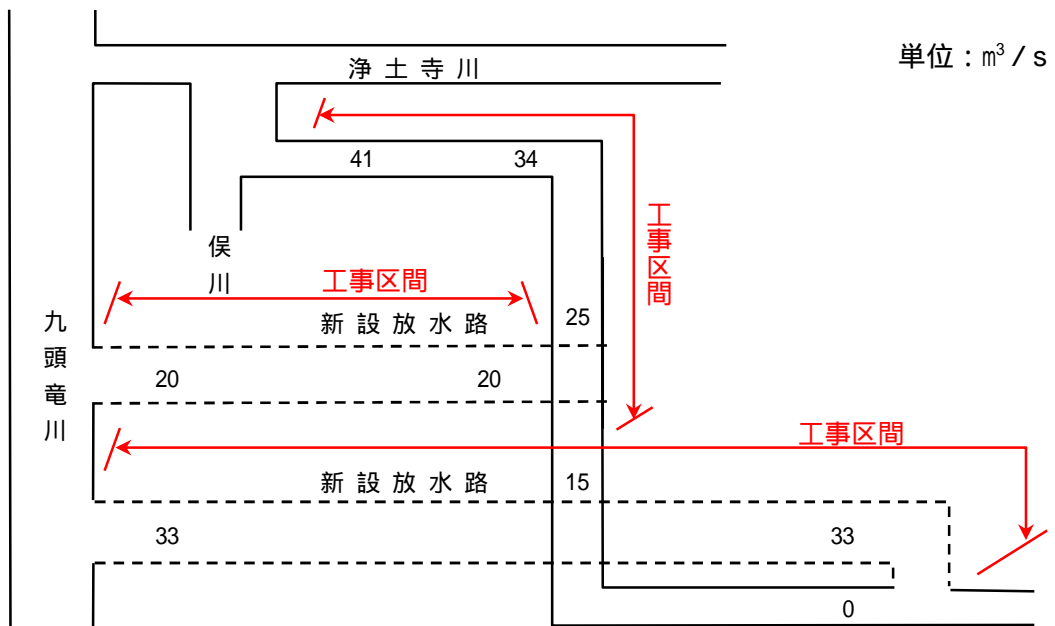 単位:m³/s
浄土寺川
41
34
工事区間
俣川
工事区間
新設放水路
25
九頭竜川
20
20
工事区間
新設放水路
15
33
33
0